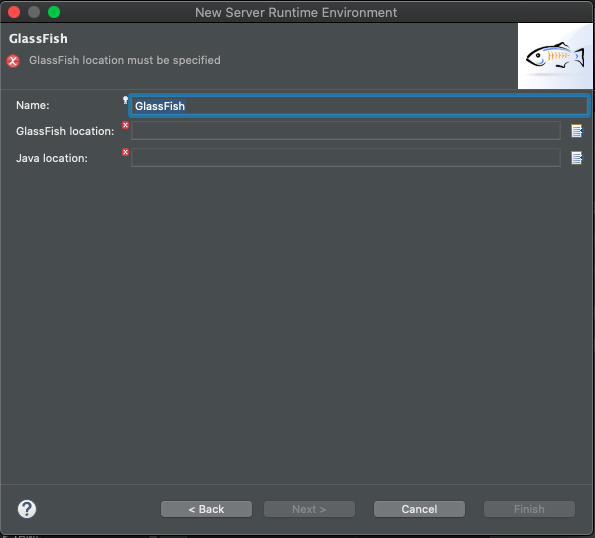 New Server Runtime Environment
GlassFish
GlassFish location must be specified
Name:
GlassFish
GlassFish location:
Java location:
?
< Back
Next >
Cancel
Finish